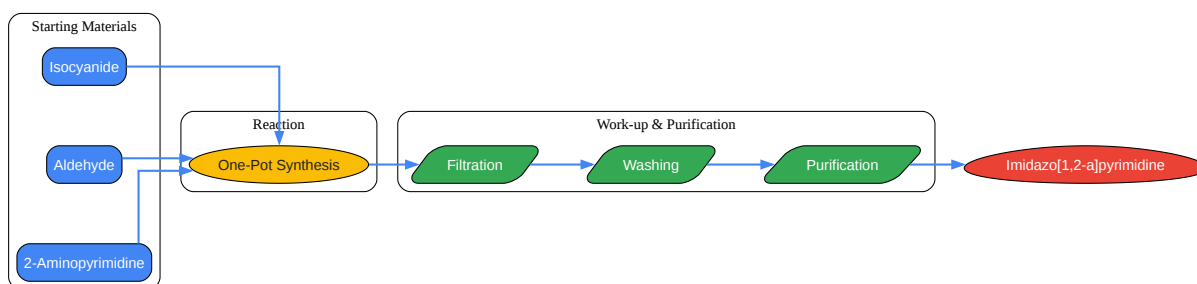 Starting Materials
Isocyanide
Aldehyde
2-Aminopyrimidine
Reaction
One-Pot Synthesis
Work-up & Purification
Filtration
Washing
Purification
Imidazo[1,2-a]pyrimidine